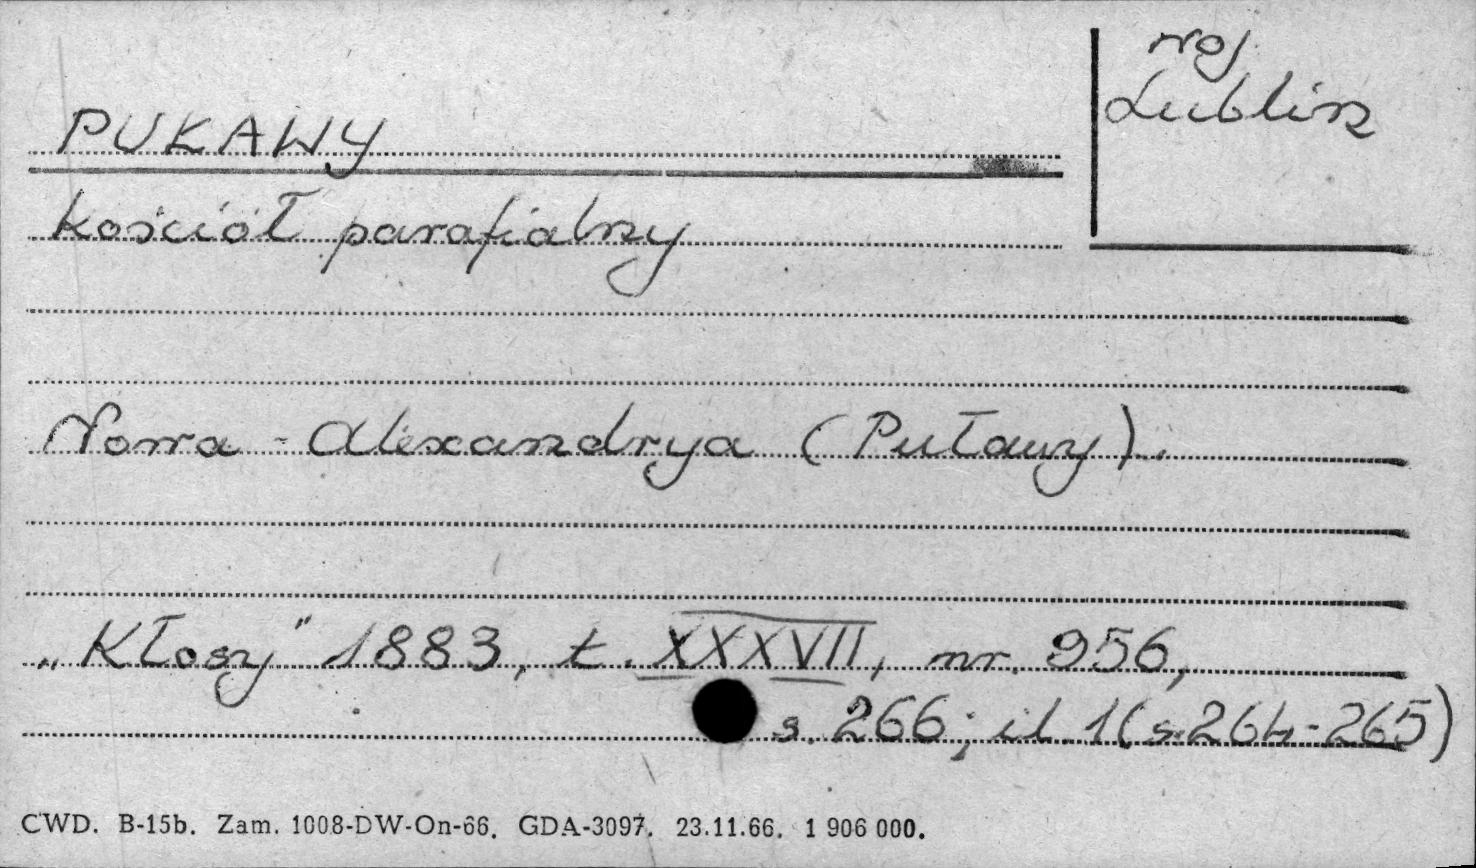 woj
Lublin
PUŁAWY
kościół parafialny
Nowa - Alexandrya (Puławy).
„Kłosy" 1883, t. XXXVII, nr. 956,
s. 266; il. 1 (s. 264-265)
CWD. B-15b. Zam. 1008-DW-On-66. GDA-3097. 23.11.66. 1 906 000.